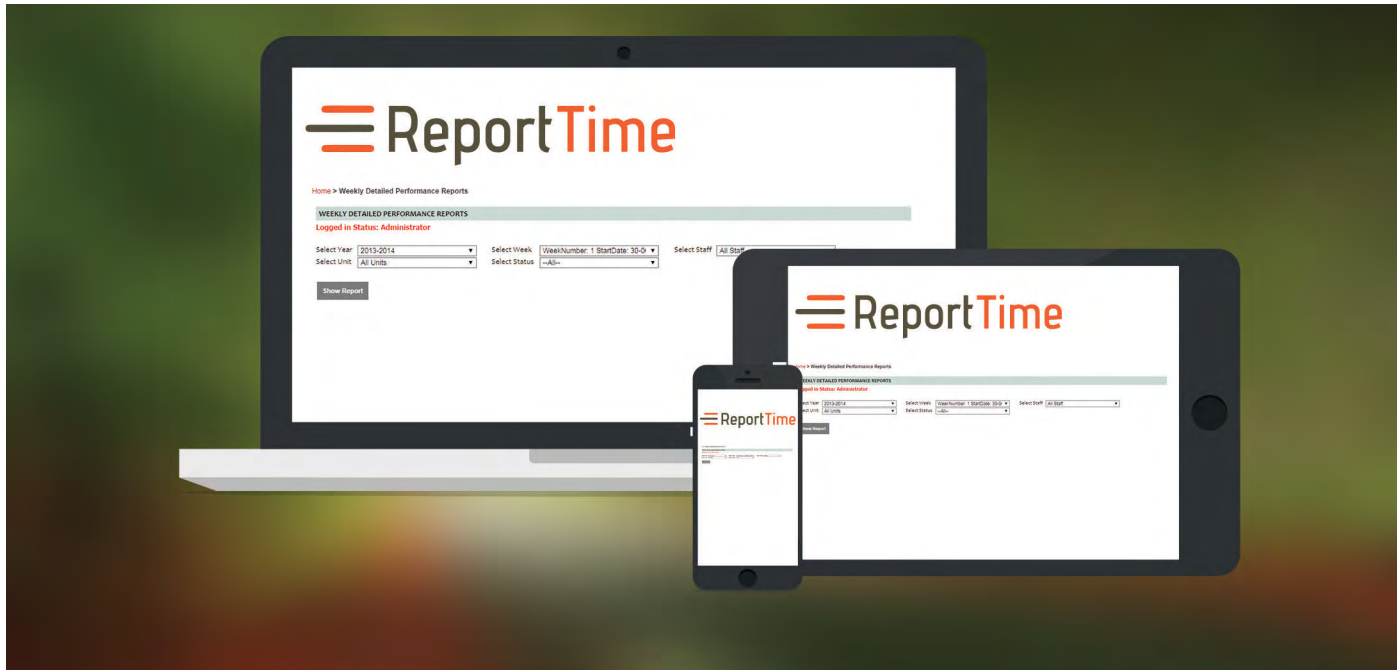 ReportTime
Home > Weekly Detailed Performance Reports
WEEKLY DETAILED PERFORMANCE REPORTS
Logged in Status: Administrator
Select Year 2013-2014 Select Week WeekNumber: 1 StartDate: 30-0 Select Staff All Staff
Select Unit All Units Select Status --All--
Show Report
ReportTime
> Weekly Detailed Performance Reports
WEEKLY DETAILED PERFORMANCE REPORTS
Logged in Status: Administrator
Select Year 2013-2014 Select Week WeekNumber: 1 StartDate: 30-0 Select Staff All Staff
Select Unit All Units Select Status --All--
Show Report
ReportTime